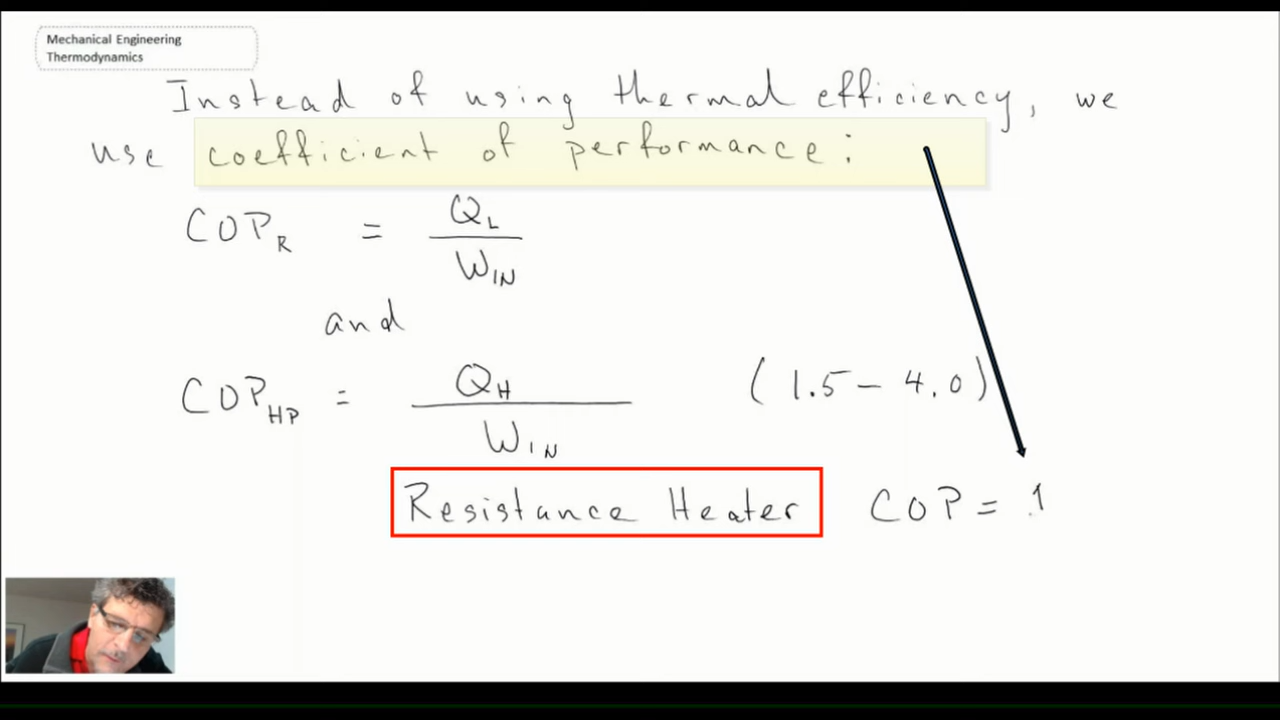 Mechanical Engineering
Thermodynamics
Instead of using thermal efficiency, we
use coefficient of performance:
COP_R = Q_L / W_IN
and
COP_HP = Q_H / W_IN (1.5 - 4.0)
Resistance Heater COP = 1